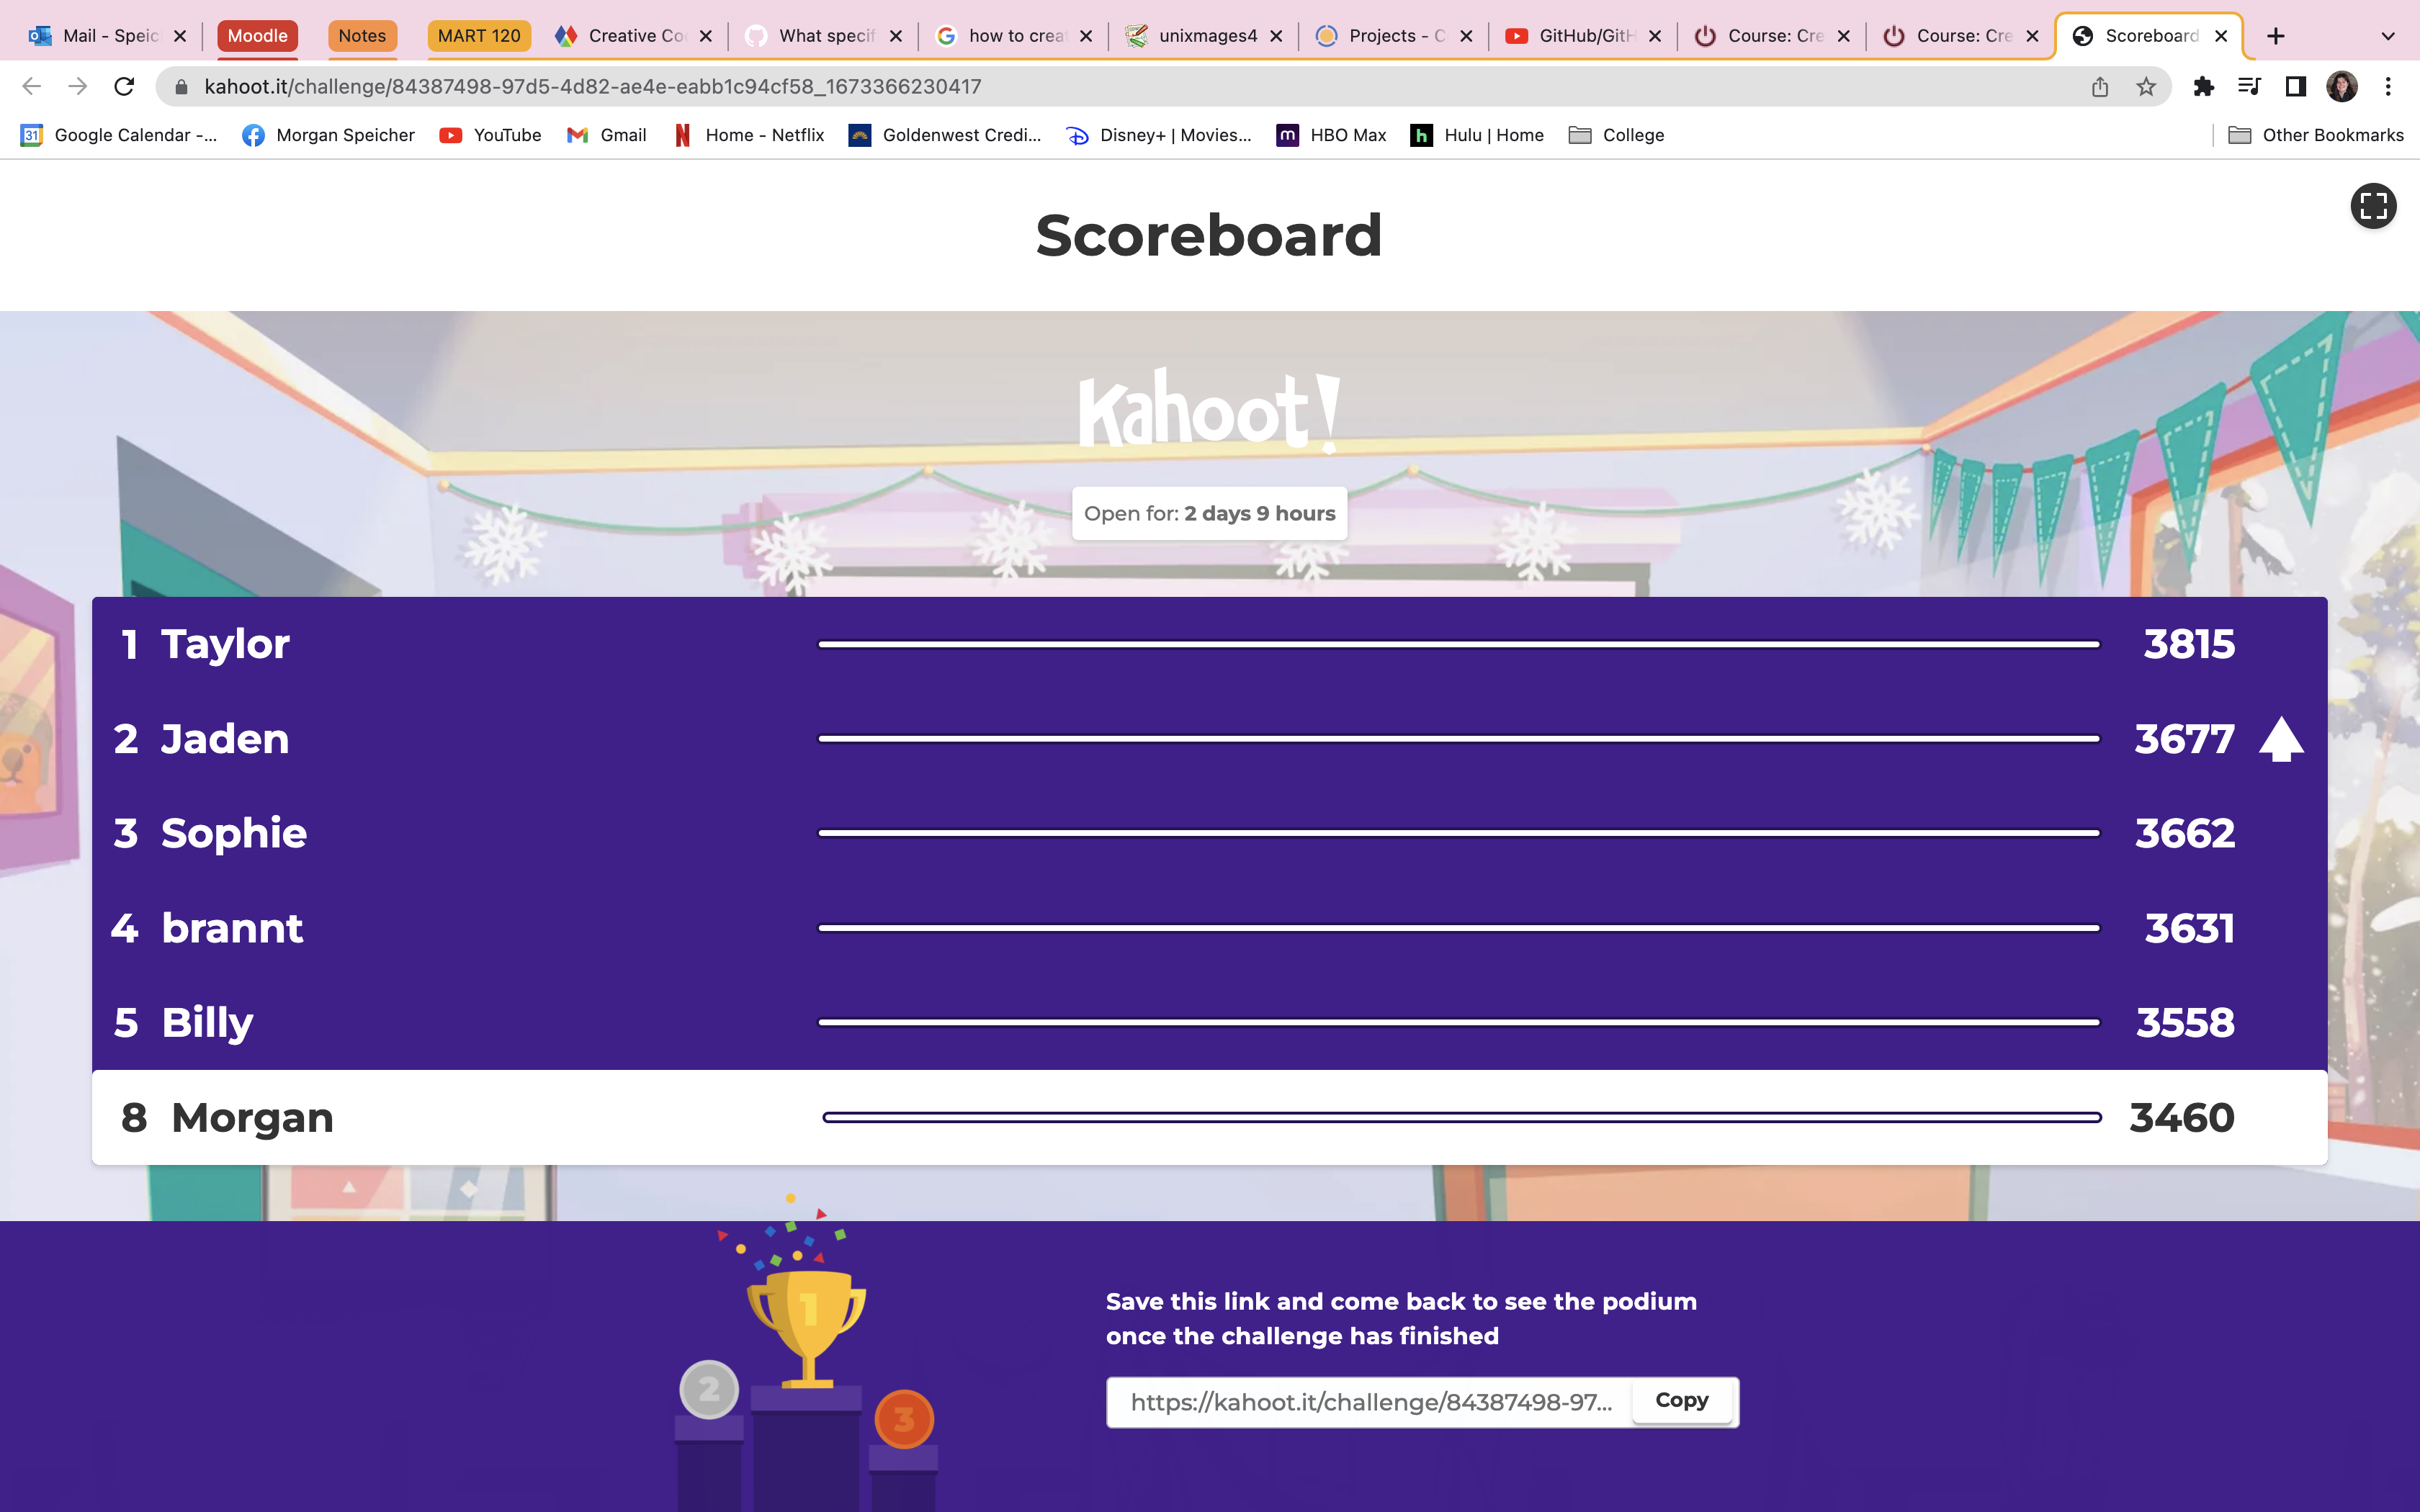 Mail - Speic
Moodle
Notes
MART 120
Creative Co
What specif
how to creat
unixmages4
Projects - C
GitHub/GitH
Course: Cre
Course: Cre
Scoreboard
kahoot.it/challenge/84387498-97d5-4d82-ae4e-eabb1c94cf58_1673366230417
31 Google Calendar -...
Morgan Speicher
YouTube
Gmail
Home - Netflix
Goldenwest Credi...
Disney+ | Movies...
HBO Max
Hulu | Home
College
Other Bookmarks
Scoreboard
Kahoot!
Open for: 2 days 9 hours
1 Taylor 3815
2 Jaden 3677
3 Sophie 3662
4 brannt 3631
5 Billy 3558
8 Morgan 3460
1
2
3
Save this link and come back to see the podium
once the challenge has finished
https://kahoot.it/challenge/84387498-97... Copy